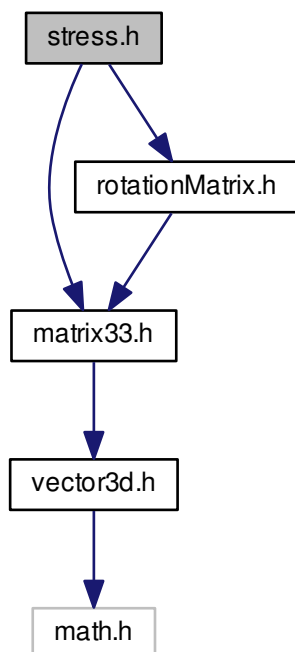 stress.h
rotationMatrix.h
matrix33.h
vector3d.h
math.h